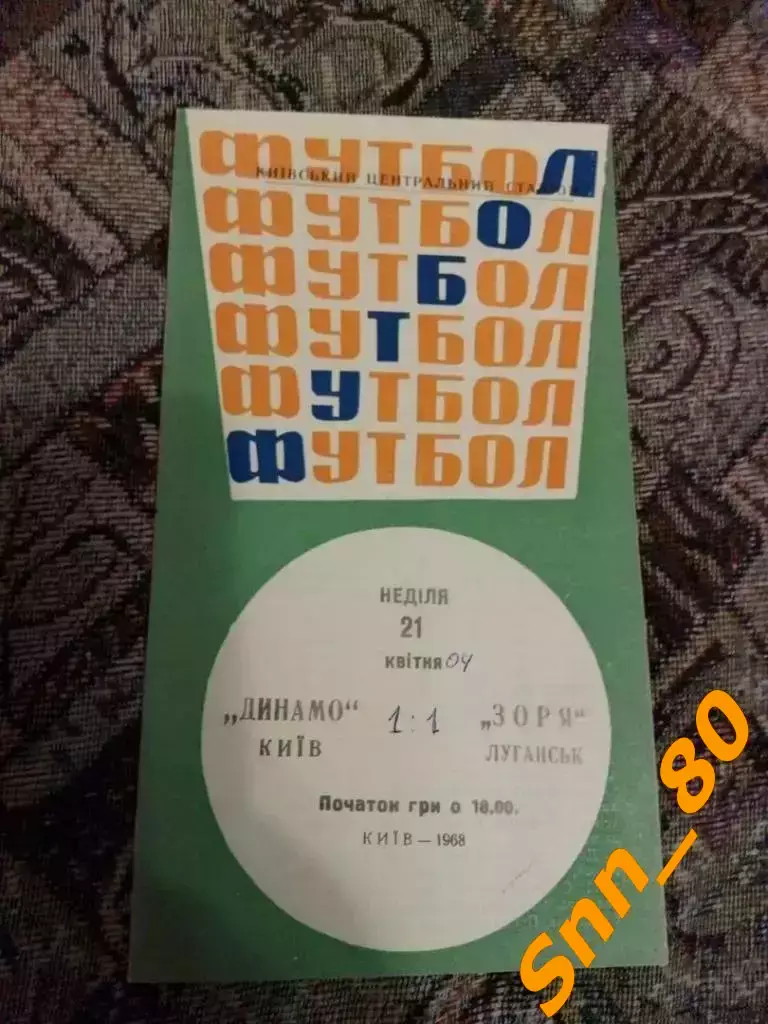 ФУТБОЛ
КИЇВСЬКИЙ ЦЕНТРАЛЬНИЙ
ФУТБОЛ
ФУТБОЛ
ФУТБОЛ
ФУТБОЛ
ФУТБОЛ
НЕДІЛЯ
21
квітня 04
„ДИНАМО“ 1:1 „ЗОРЯ“
КИЇВ ЛУГАНСЬК
Початок гри о 18.00.
КИЇВ — 1968
Snn_80